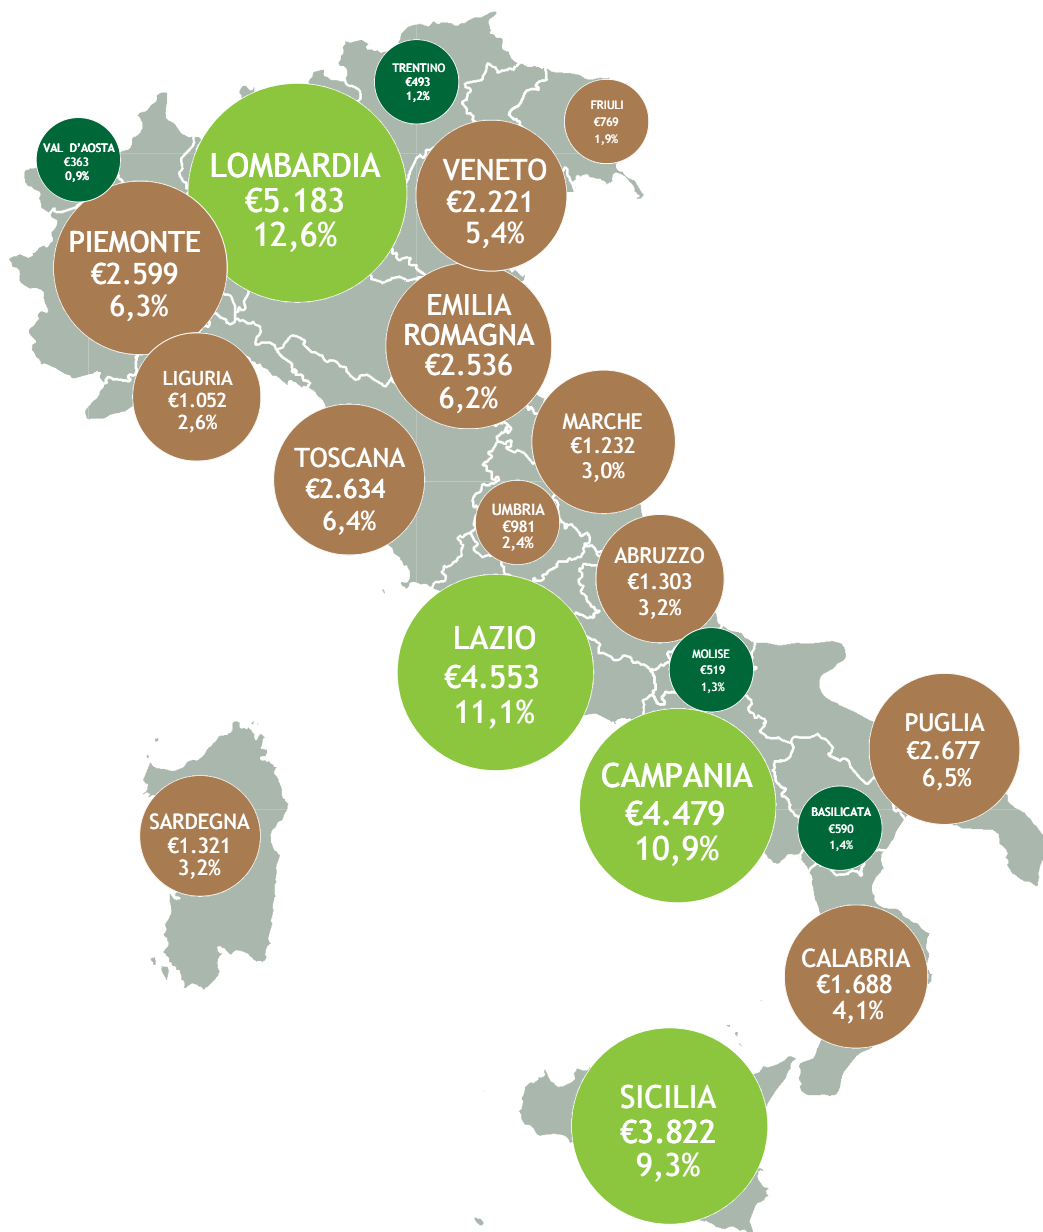 TRENTINO
€493
1,2%
FRIULI
€769
1,9%
VAL D'AOSTA
€363
0,9%
LOMBARDIA
€5.183
12,6%
VENETO
€2.221
5,4%
PIEMONTE
€2.599
6,3%
EMILIA
ROMAGNA
€2.536
6,2%
LIGURIA
€1.052
2,6%
MARCHE
€1.232
3,0%
TOSCANA
€2.634
6,4%
UMBRIA
€981
2,4%
ABRUZZO
€1.303
3,2%
LAZIO
€4.553
11,1%
MOLISE
€519
1,3%
PUGLIA
€2.677
6,5%
CAMPANIA
€4.479
10,9%
BASILICATA
€590
1,4%
SARDEGNA
€1.321
3,2%
CALABRIA
€1.688
4,1%
SICILIA
€3.822
9,3%